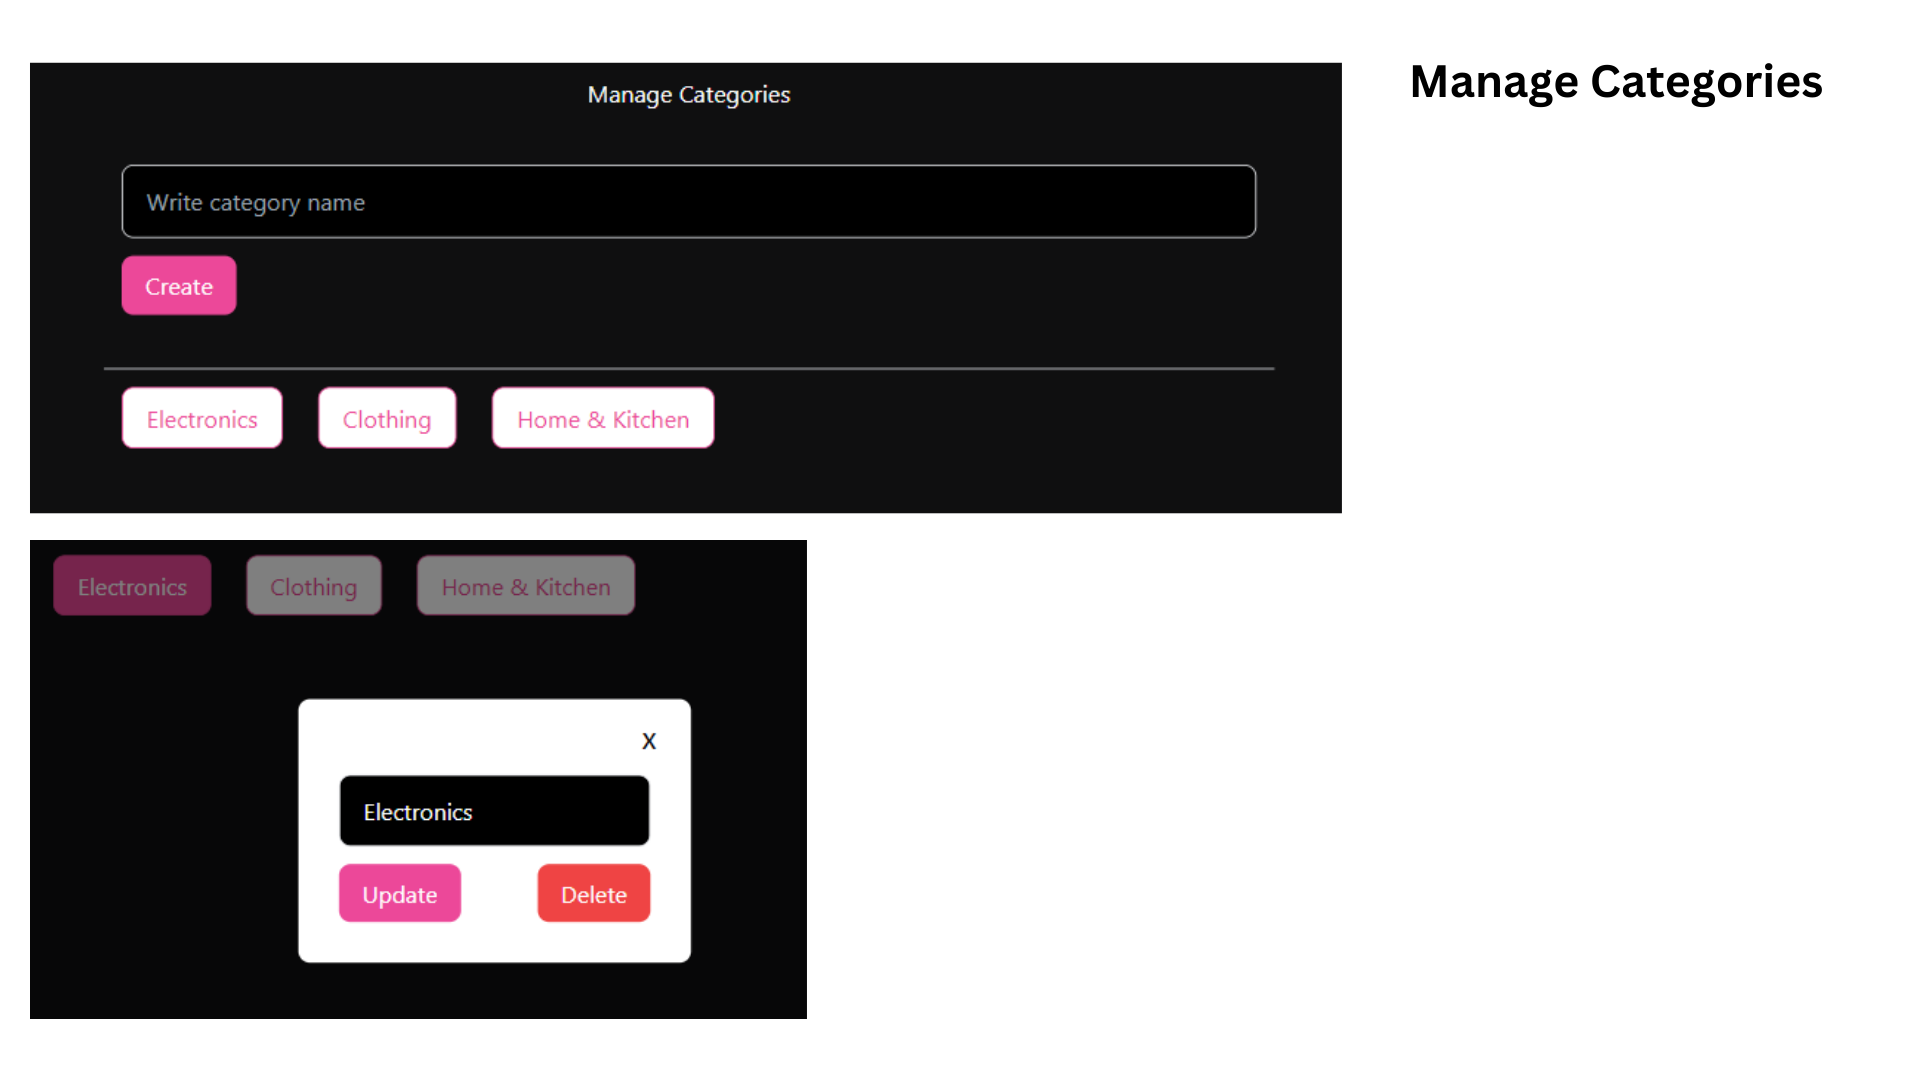 Manage Categories
Manage Categories
Write category name
Create
Electronics Clothing Home & Kitchen
Electronics Clothing Home & Kitchen
X
Electronics
Update Delete